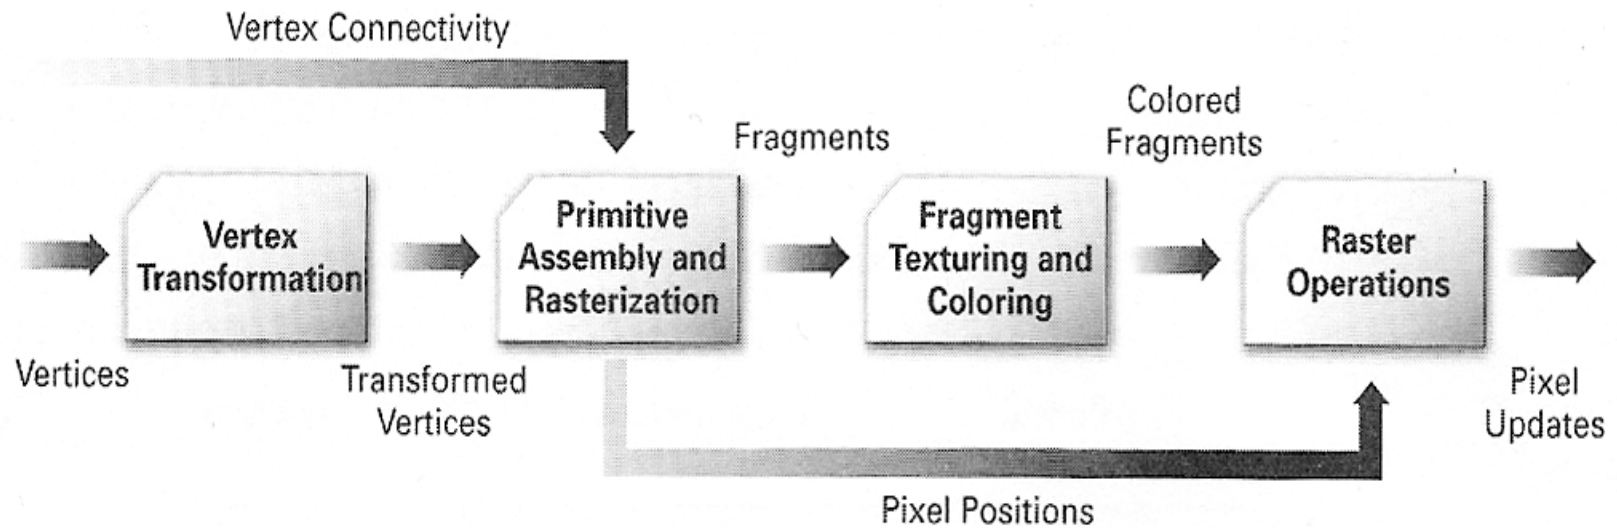 Vertex Connectivity
Colored
Fragments
Fragments
Vertex
Transformation
Primitive
Assembly and
Rasterization
Fragment
Texturing and
Coloring
Raster
Operations
Vertices
Transformed
Vertices
Pixel
Updates
Pixel Positions